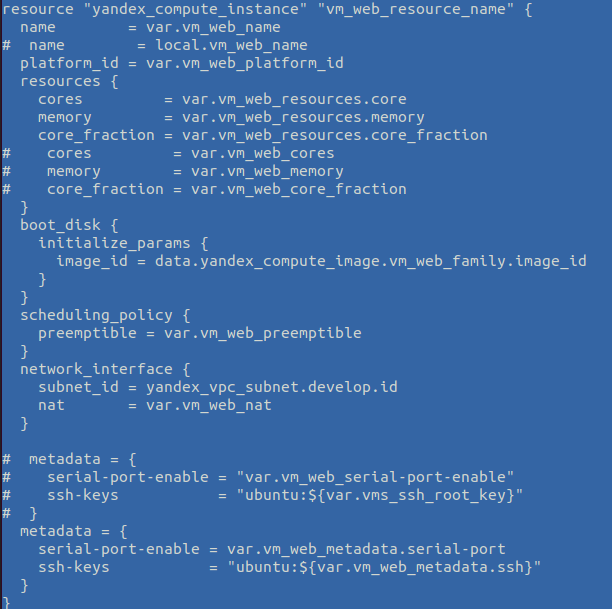 resource "yandex_compute_instance" "vm_web_resource_name" {
  name        = var.vm_web_name
#  name        = local.vm_web_name
  platform_id = var.vm_web_platform_id
  resources {
    cores         = var.vm_web_resources.core
    memory        = var.vm_web_resources.memory
    core_fraction = var.vm_web_resources.core_fraction
#    cores         = var.vm_web_cores
#    memory        = var.vm_web_memory
#    core_fraction = var.vm_web_core_fraction
  }
  boot_disk {
    initialize_params {
      image_id = data.yandex_compute_image.vm_web_family.image_id
    }
  }
  scheduling_policy {
    preemptible = var.vm_web_preemptible
  }
  network_interface {
    subnet_id = yandex_vpc_subnet.develop.id
    nat       = var.vm_web_nat
  }

#  metadata = {
#    serial-port-enable = "var.vm_web_serial-port-enable"
#    ssh-keys           = "ubuntu:${var.vms_ssh_root_key}"
#  }
  metadata = {
    serial-port-enable = var.vm_web_metadata.serial-port
    ssh-keys           = "ubuntu:${var.vm_web_metadata.ssh}"
  }
}